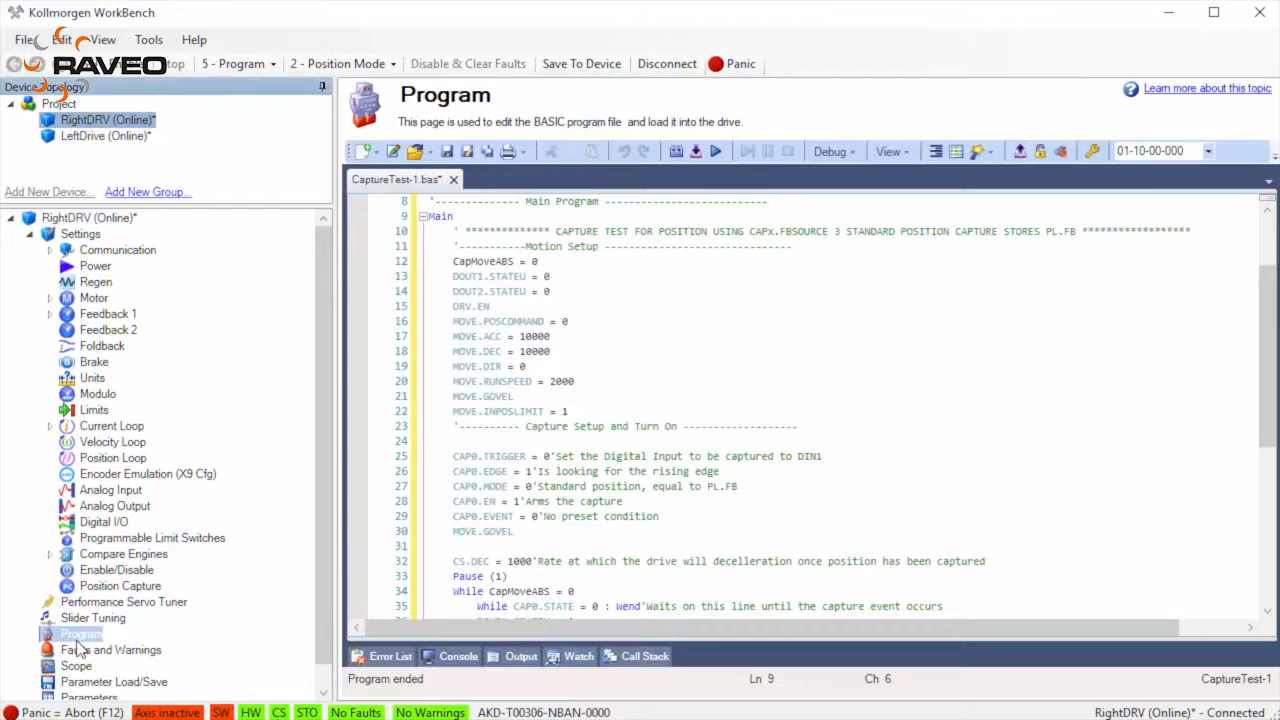 Kollmorgen WorkBench
File Edit View Tools Help
RAVEO
top 5 - Program 2 - Position Mode Disable & Clear Faults Save To Device Disconnect Panic
Device Topology
Project
RightDRV (Online)*
LeftDrive (Online)*
Add New Device... Add New Group...
RightDRV (Online)*
Settings
Communication
Power
Regen
Motor
Feedback 1
Feedback 2
Foldback
Brake
Units
Modulo
Limits
Current Loop
Velocity Loop
Position Loop
Encoder Emulation (X9 Cfg)
Analog Input
Analog Output
Digital I/O
Programmable Limit Switches
Compare Engines
Enable/Disable
Position Capture
Performance Servo Tuner
Slider Tuning
Program
Faults and Warnings
Scope
Parameter Load/Save
Parameters
Program
Learn more about this topic
This page is used to edit the BASIC program file and load it into the drive.
Debug View 01-10-00-000
CaptureTest-1.bas*
8 '-------------- Main Program ---------------------------
9 Main
10 ' ************** CAPTURE TEST FOR POSITION USING CAPx.FBSOURCE 3 STANDARD POSITION CAPTURE STORES PL.FB ******************
11 '-----------Motion Setup -------------------------------
12 CapMoveABS = 0
13 DOUT1.STATEU = 0
14 DOUT2.STATEU = 0
15 DRV.EN
16 MOVE.POSCOMMAND = 0
17 MOVE.ACC = 10000
18 MOVE.DEC = 10000
19 MOVE.DIR = 0
20 MOVE.RUNSPEED = 2000
21 MOVE.GOVEL
22 MOVE.INPOSLIMIT = 1
23 '---------- Capture Setup and Turn On -------------------
24
25 CAP0.TRIGGER = 0'Set the Digital Input to be captured to DIN1
26 CAP0.EDGE = 1'Is looking for the rising edge
27 CAP0.MODE = 0'Standard position, equal to PL.FB
28 CAP0.EN = 1'Arms the capture
29 CAP0.EVENT = 0'No preset condition
30 MOVE.GOVEL
31
32 CS.DEC = 1000'Rate at which the drive will decelleration once position has been captured
33 Pause (1)
34 While CapMoveABS = 0
35 While CAP0.STATE = 0 : Wend'Waits on this line until the capture event occurs
Error List Console Output Watch Call Stack
Program ended Ln 9 Ch 6 CaptureTest-1
Panic = Abort (F12) Axis inactive SW HW CS STO No Faults No Warnings AKD-T00306-NBAN-0000 RightDRV (Online)* - Connected